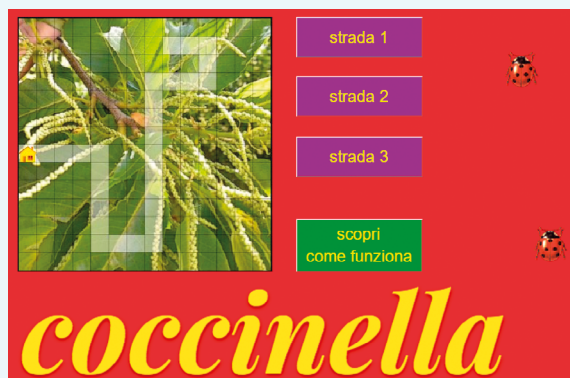 strada 1
strada 2
strada 3
scopri
come funziona
coccinella